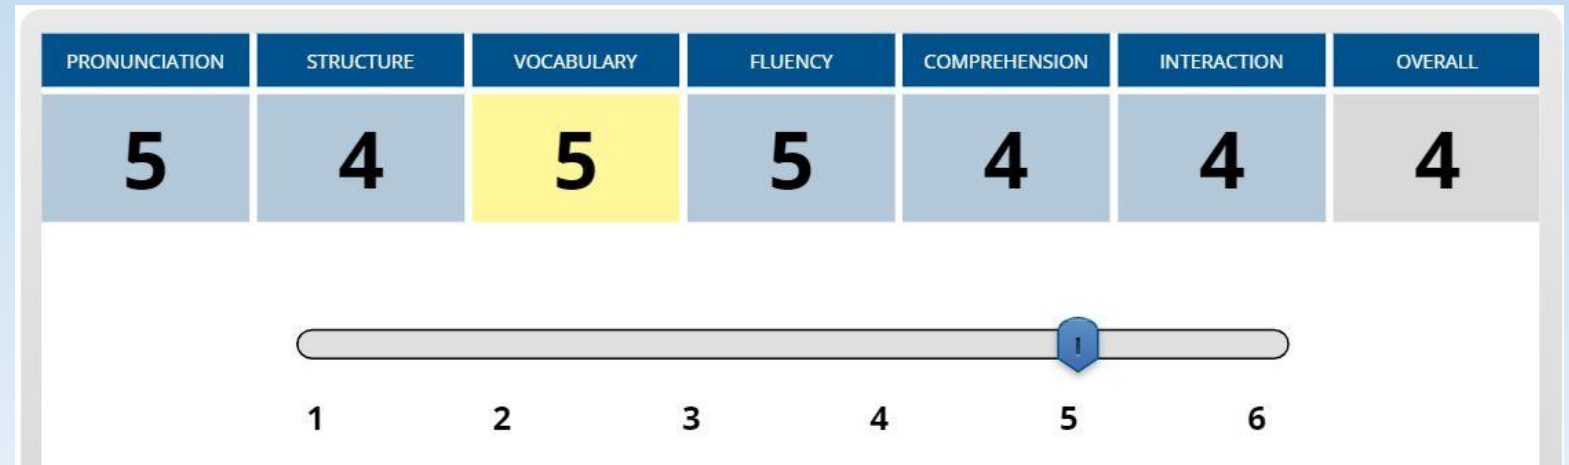 PRONUNCIATION STRUCTURE VOCABULARY FLUENCY COMPREHENSION INTERACTION OVERALL
5 4 5 5 4 4 4
1 2 3 4 5 6